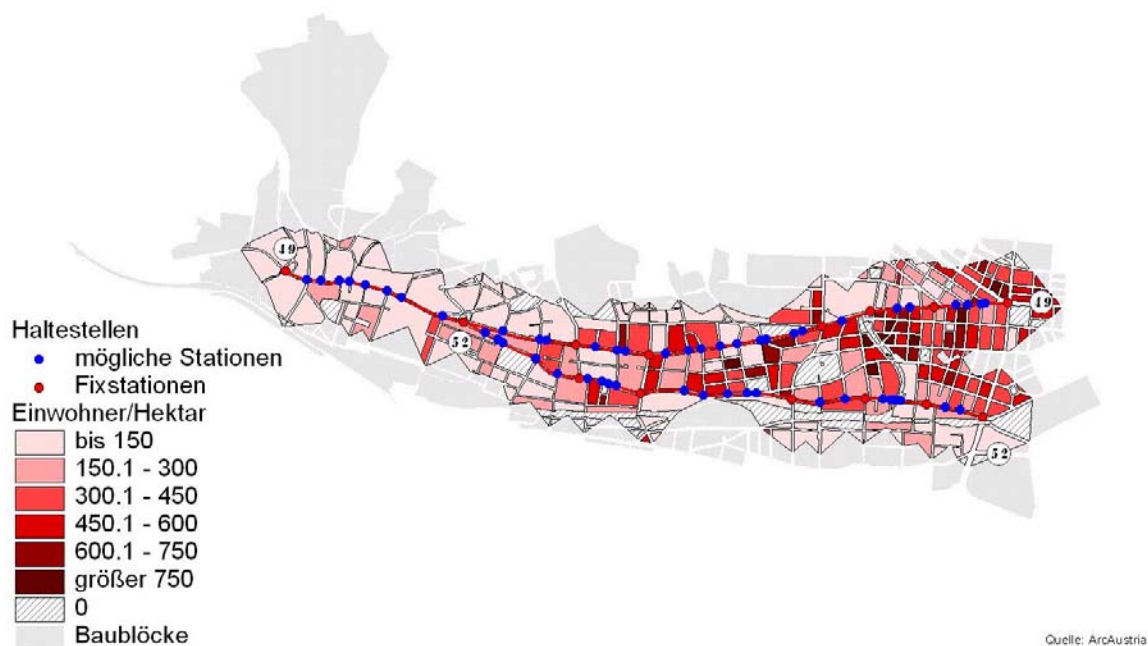 49
49
52
52
Haltestellen
mögliche Stationen
Fixstationen
Einwohner/Hektar
bis 150
150.1 - 300
300.1 - 450
450.1 - 600
600.1 - 750
größer 750
0
Baublöcke
Quelle: ArcAustria